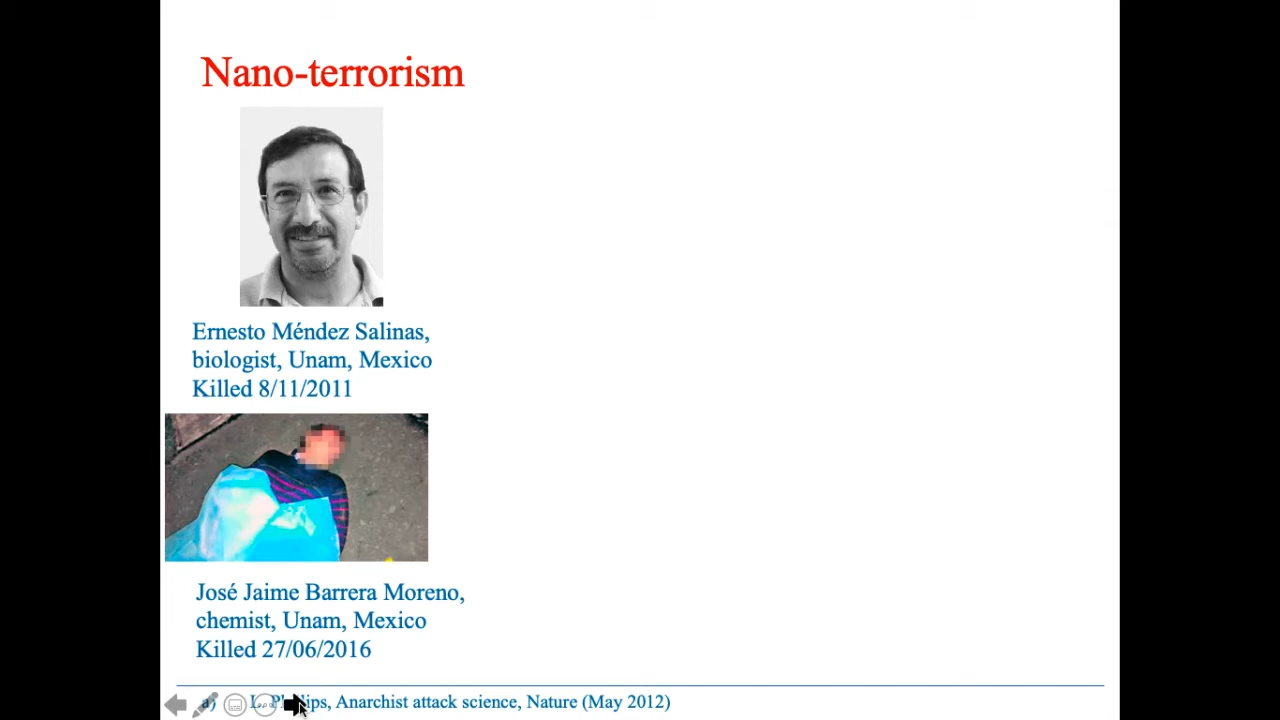 Nano-terrorism
Ernesto Méndez Salinas,
biologist, Unam, Mexico
Killed 8/11/2011
José Jaime Barrera Moreno,
chemist, Unam, Mexico
Killed 27/06/2016
a) Anarchist attack science, Nature (May 2012)